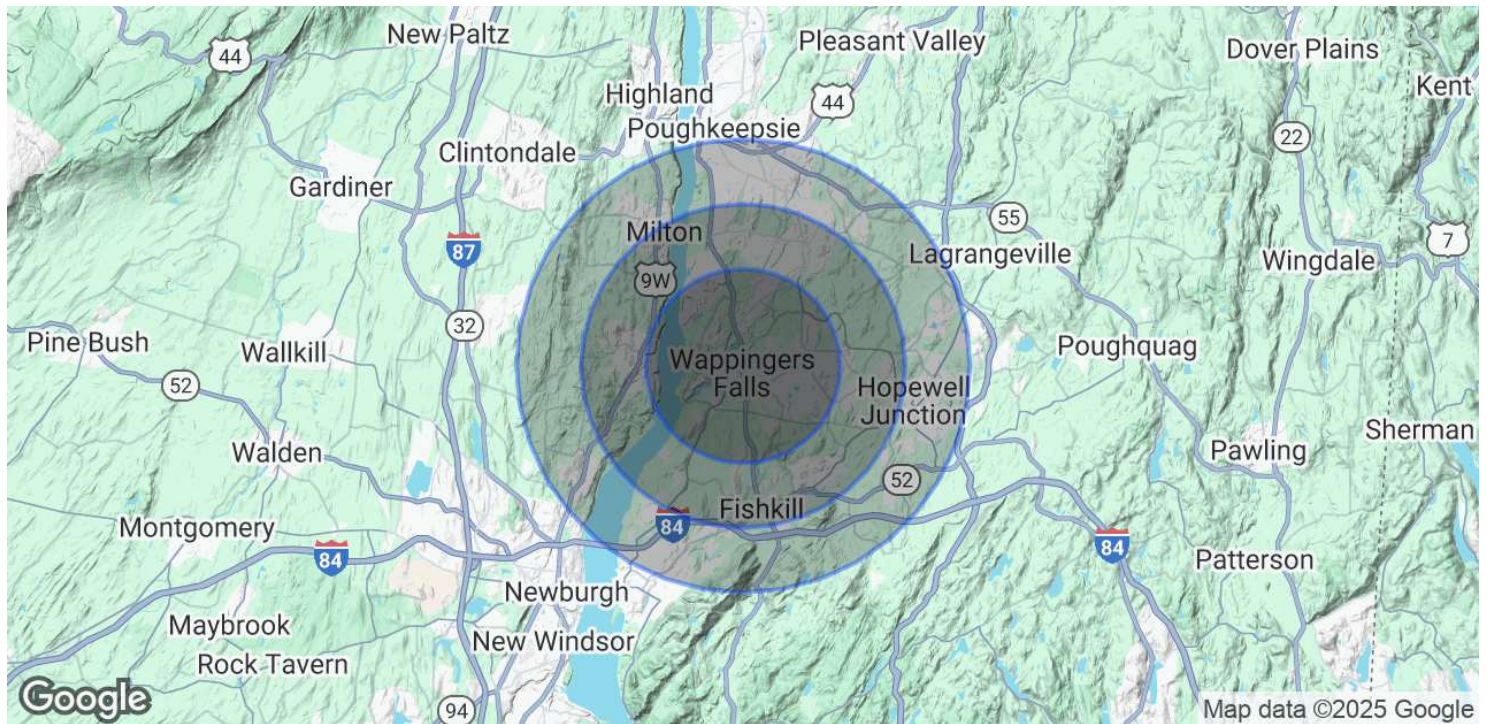 New Paltz
44
Pleasant Valley
Dover Plains
Kent
Highland
44
Poughkeepsie
22
Clintondale
Gardiner
55
Milton
Lagrangeville
7
Wingdale
87
9W
32
Pine Bush
Wallkill
Poughquag
Wappingers
Falls
52
Hopewell
Junction
Sherman
Walden
Pawling
52
Fishkill
Montgomery
84
84
84
Patterson
Newburgh
Maybrook
New Windsor
Rock Tavern
Google
94
Map data ©2025 Google